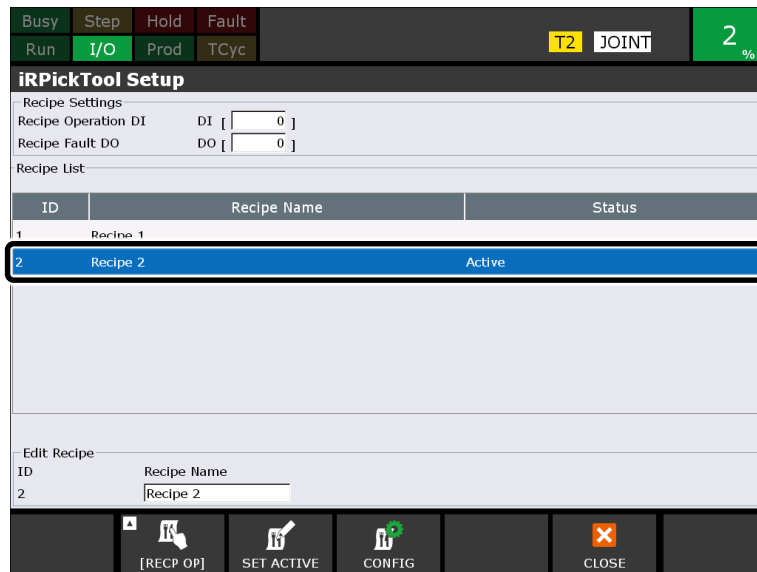 Busy Step Hold Fault
Run I/O Prod TCyc T2 JOINT 2 %
iRPickTool Setup
Recipe Settings
Recipe Operation DI DI [ 0 ]
Recipe Fault DO DO [ 0 ]
Recipe List
ID Recipe Name Status
1 Recipe 1
2 Recipe 2 Active
Edit Recipe
ID Recipe Name
2 Recipe 2
[RECP OP] SET ACTIVE CONFIG CLOSE